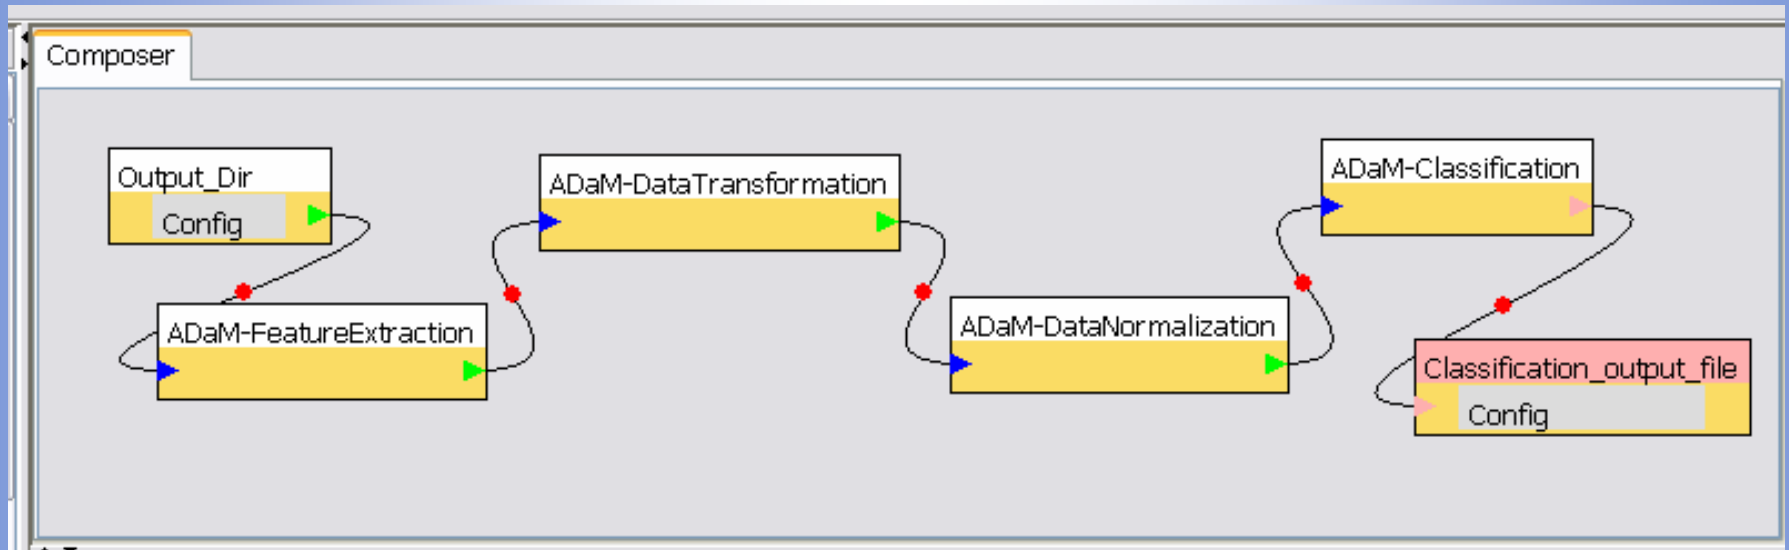 Composer
Output_Dir
Config
ADaM-FeatureExtraction
ADaM-DataTransformation
ADaM-DataNormalization
ADaM-Classification
Classification_output_file
Config